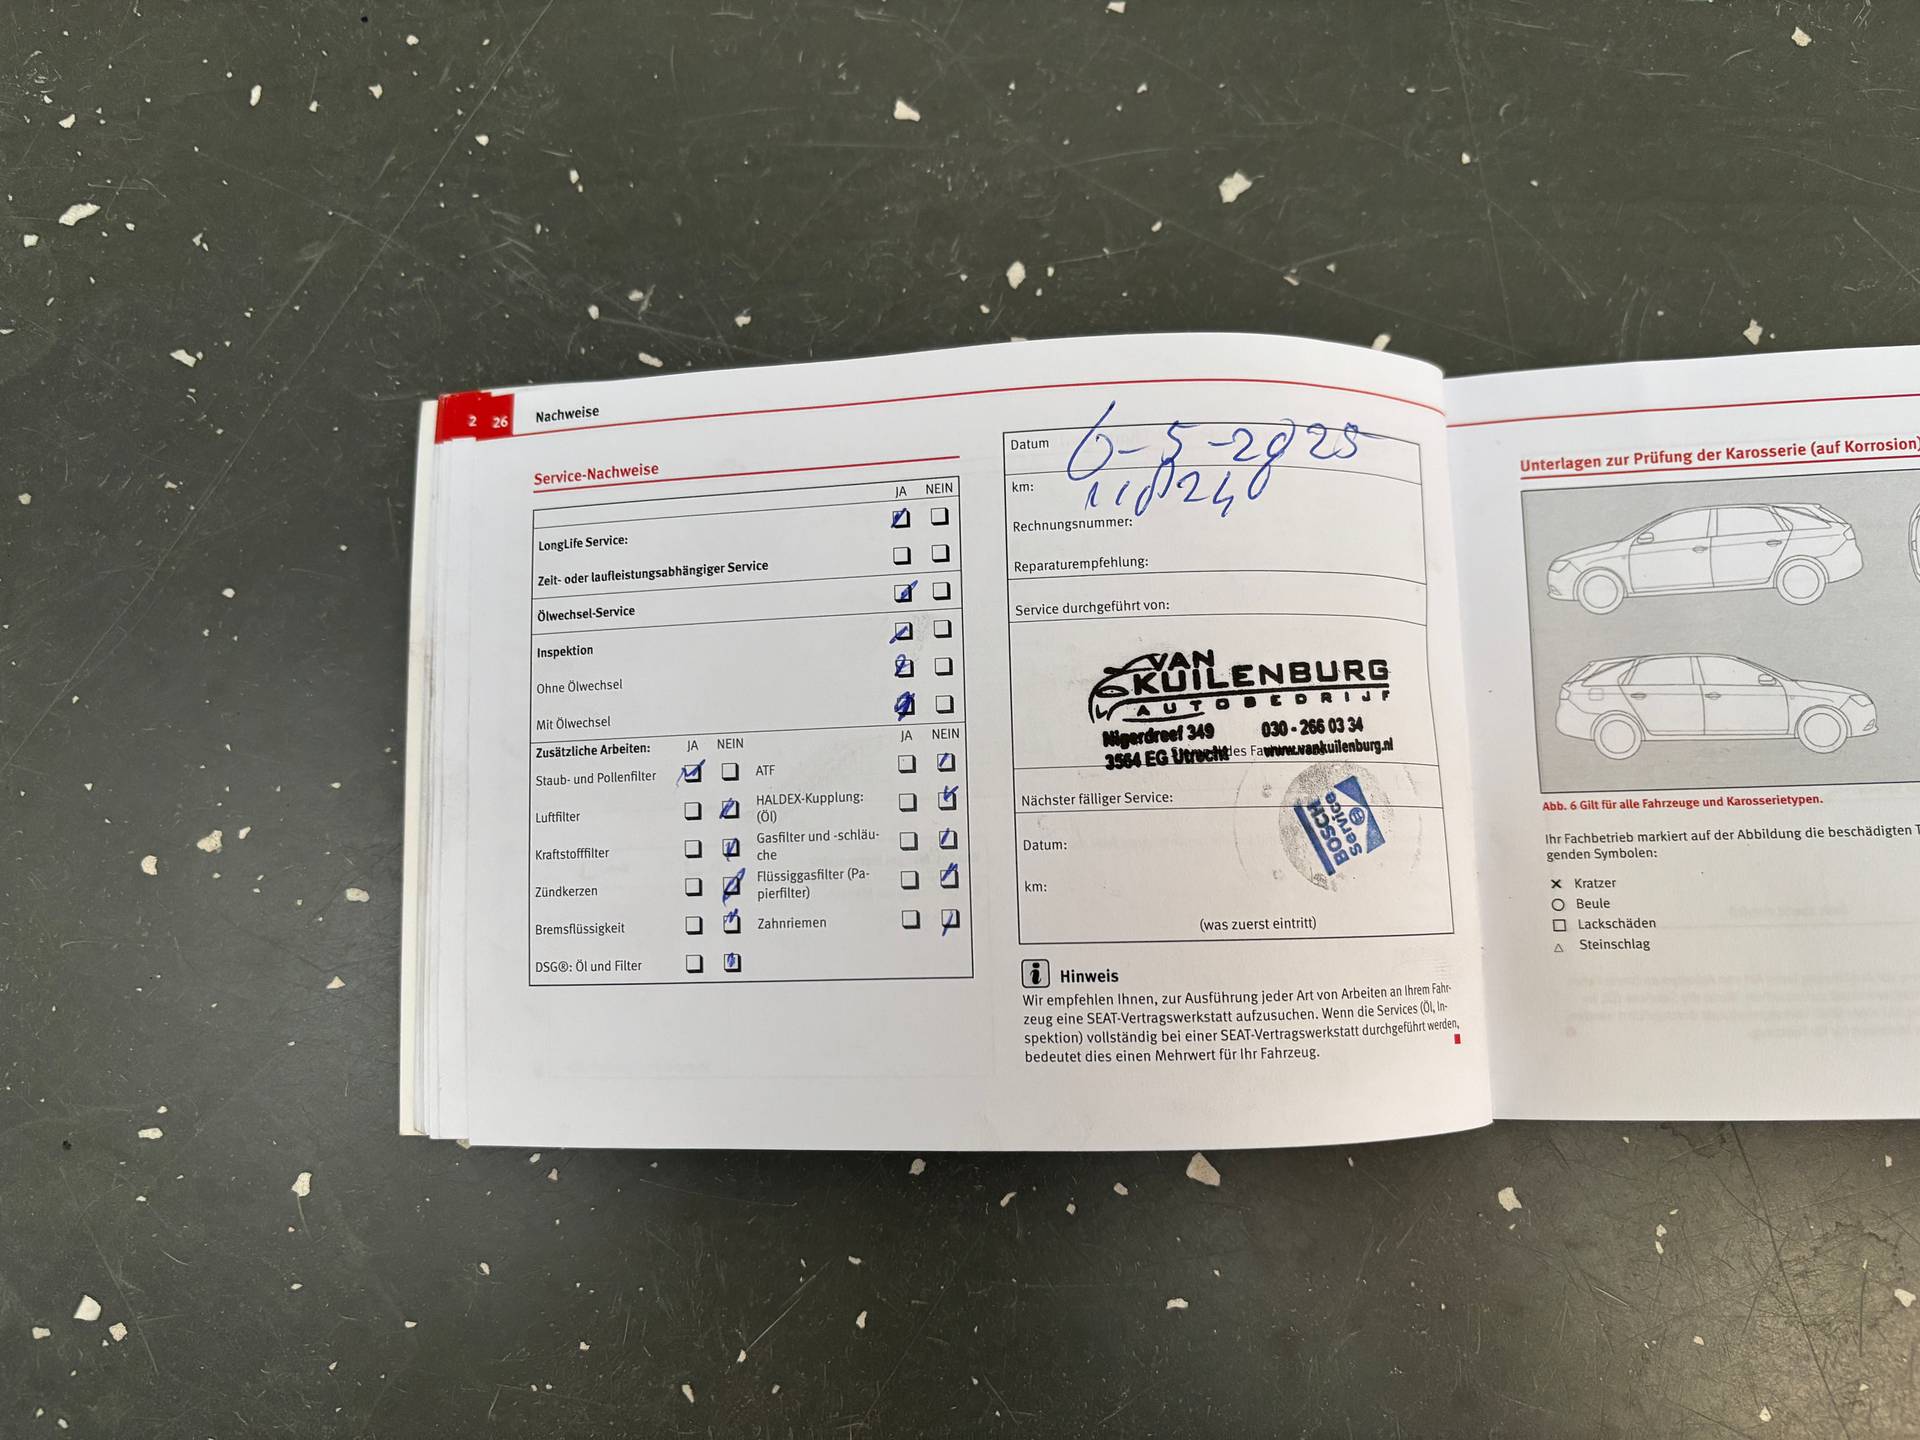 2 26 Nachweise
Service-Nachweise
JA NEIN
LongLife Service:
Zeit- oder laufleistungsabhängiger Service
Ölwechsel-Service
Inspektion
Ohne Ölwechsel
Mit Ölwechsel
Zusätzliche Arbeiten: JA NEIN JA NEIN
Staub- und Pollenfilter ATF
Luftfilter HALDEX-Kupplung:
(Öl)
Kraftstofffilter Gasfilter und -schläu-
che
Zündkerzen Flüssiggasfilter (Pa-
pierfilter)
Bremsflüssigkeit Zahnriemen
DSG®: Öl und Filter
Datum 6-5-2025
km: 118240
Rechnungsnummer:
Reparaturempfehlung:
Service durchgeführt von:
VAN
KUILENBURG
AUTOBEDRIJF
Nigerdreef 349 030 - 266 03 34
3564 EG Utrecht des www.vankuilenburg.nl
Nächster fälliger Service:
BOSCH
Service
Datum:
km:
(was zuerst eintritt)
Hinweis
Wir empfehlen Ihnen, zur Ausführung jeder Art von Arbeiten an Ihrem Fahr-
zeug eine SEAT-Vertragswerkstatt aufzusuchen. Wenn die Services (Öl, In-
spektion) vollständig bei einer SEAT-Vertragswerkstatt durchgeführt werden,
bedeutet dies einen Mehrwert für Ihr Fahrzeug.
Unterlagen zur Prüfung der Karosserie (auf Korrosion)
Abb. 6 Gilt für alle Fahrzeuge und Karosserietypen.
Ihr Fachbetrieb markiert auf der Abbildung die beschädigten T
genden Symbolen:
Kratzer
Beule
Lackschäden
Steinschlag